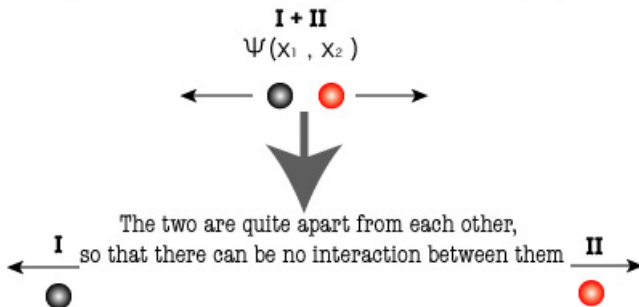 I + II
Ψ(x₁ , x₂ )
The two are quite apart from each other,
I
so that there can be no interaction between them
II